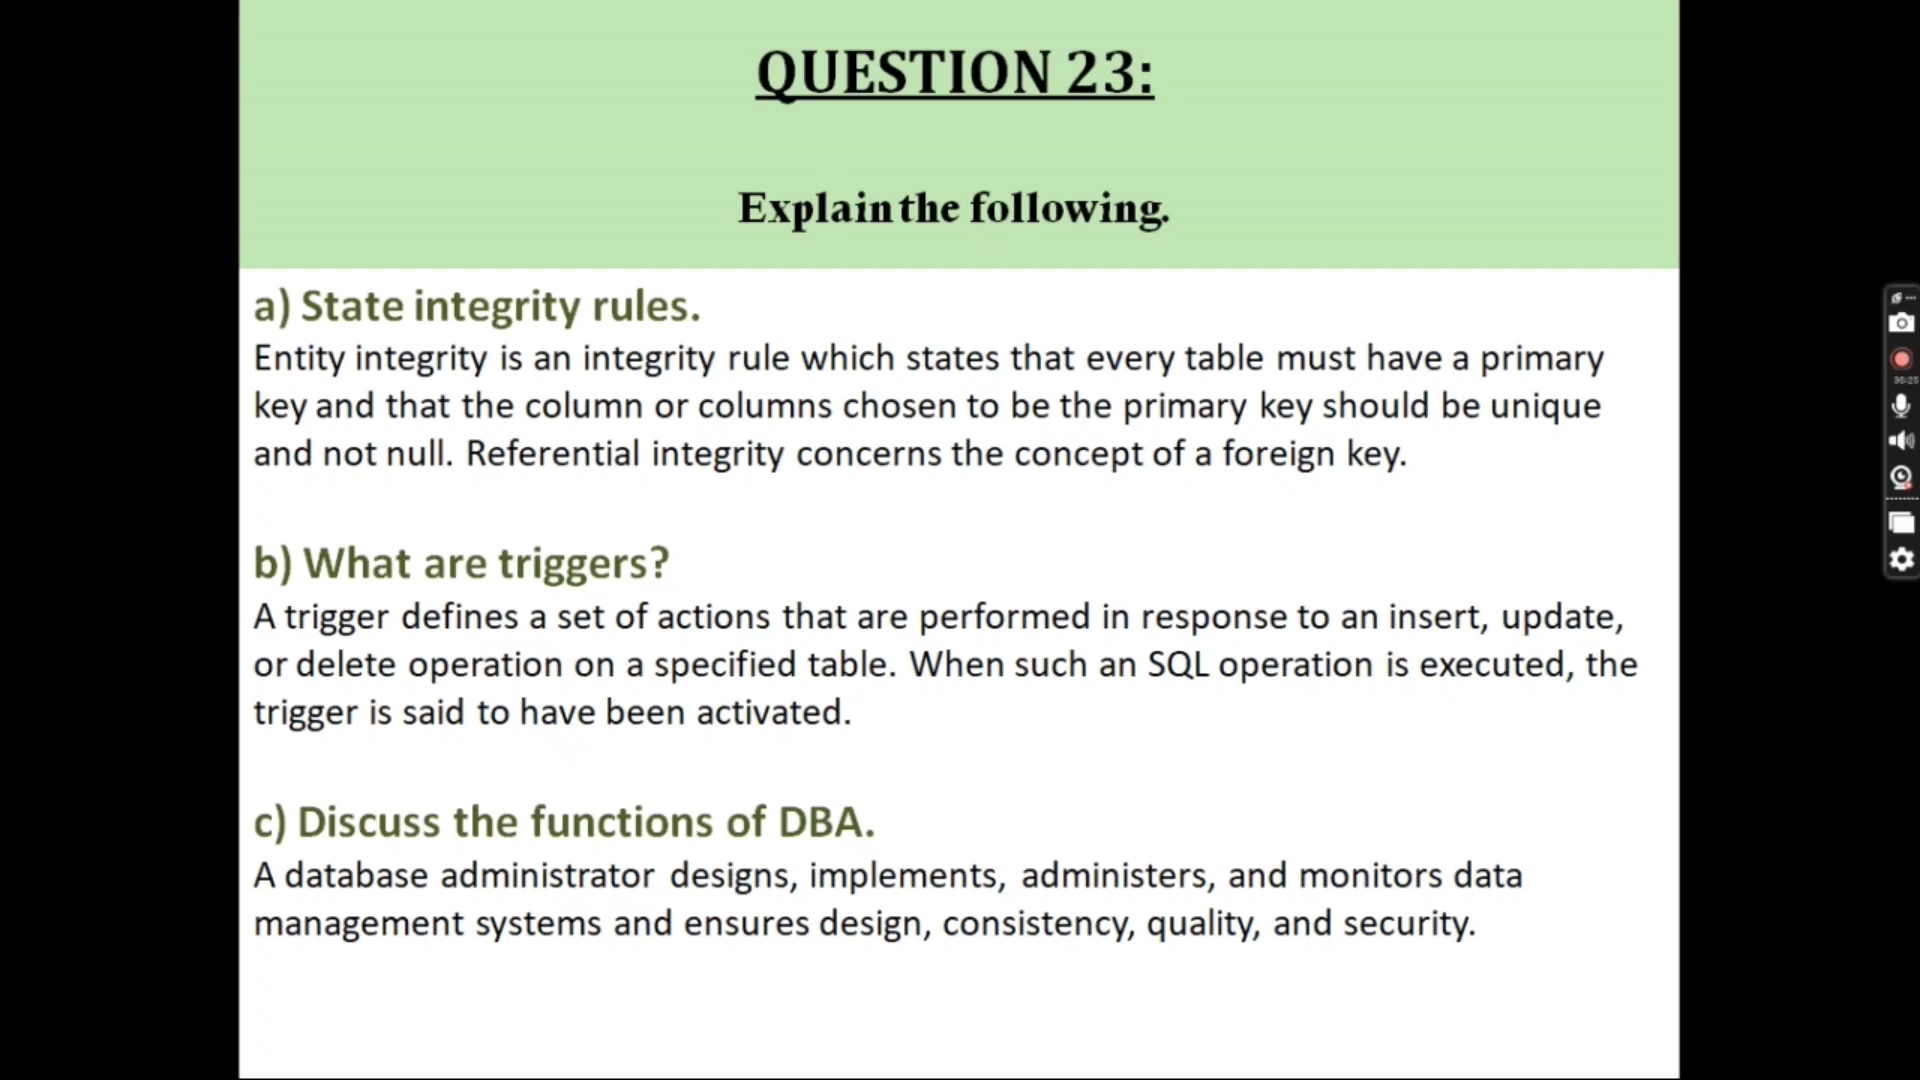 QUESTION 23:
Explain the following.
a) State integrity rules.
Entity integrity is an integrity rule which states that every table must have a primary
key and that the column or columns chosen to be the primary key should be unique
and not null. Referential integrity concerns the concept of a foreign key.
b) What are triggers?
A trigger defines a set of actions that are performed in response to an insert, update,
or delete operation on a specified table. When such an SQL operation is executed, the
trigger is said to have been activated.
c) Discuss the functions of DBA.
A database administrator designs, implements, administers, and monitors data
management systems and ensures design, consistency, quality, and security.
36:25